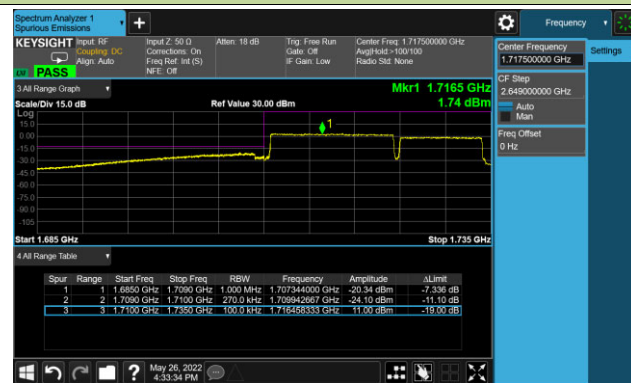 Spectrum Analyzer 1
Spurious Emissions
Frequency
KEYSIGHT
Input: RF
Coupling: DC
Align: Auto
Input Z: 50 Ω
Corrections: On
Freq Ref: Int (S)
NFE: Off
Atten: 18 dB
Trig: Free Run
Gate: Off
IF Gain: Low
Center Freq: 1.717500000 GHz
Avg|Hold:>100/100
Radio Std: None
PASS
Center Frequency
1.717500000 GHz
Settings
CF Step
2.649000000 GHz
Auto
Man
Freq Offset
0 Hz
3 All Range Graph
Mkr1 1.7165 GHz
Scale/Div 15.0 dB
Ref Value 30.00 dBm
1.74 dBm
Log
15.0
0.00
-15.0
-30.0
-45.0
-60.0
-75.0
-90.0
-105
1
Start 1.685 GHz
Stop 1.735 GHz
4 All Range Table
Spur Range Start Freq Stop Freq RBW Frequency Amplitude ΔLimit
1 1 1.6850 GHz 1.7090 GHz 1.000 MHz 1.707344000 GHz -20.34 dBm -7.336 dB
2 2 1.7090 GHz 1.7100 GHz 270.0 kHz 1.709942667 GHz -24.10 dBm -11.10 dB
3 3 1.7100 GHz 1.7350 GHz 100.0 kHz 1.716458333 GHz 11.00 dBm -19.00 dB
?
May 26, 2022
4:33:34 PM